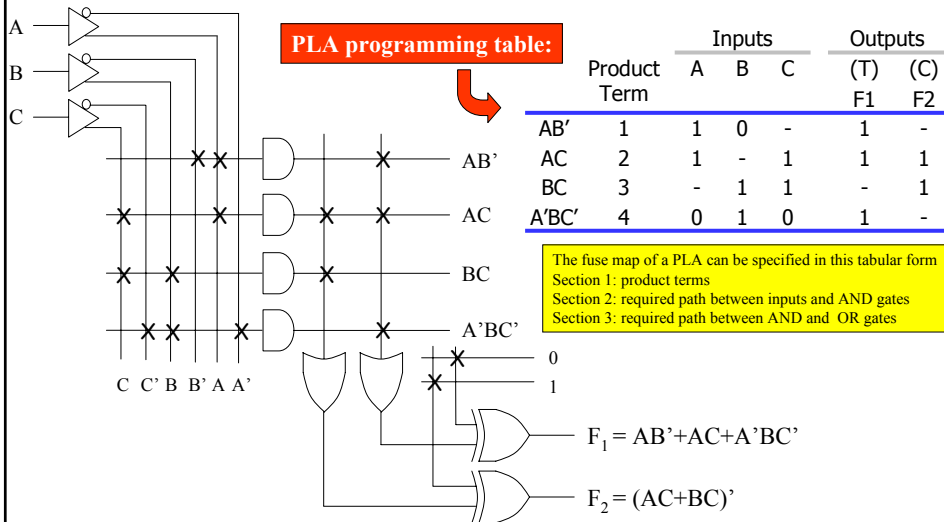 A
B
C
PLA programming table:
Inputs Outputs
Product Term A B C (T) F1 (C) F2
AB’ 1 1 0 - 1 -
AC 2 1 - 1 1 1
BC 3 - 1 1 - 1
A’BC’ 4 0 1 0 1 -
The fuse map of a PLA can be specified in this tabular form
Section 1: product terms
Section 2: required path between inputs and AND gates
Section 3: required path between AND and OR gates
AB’
AC
BC
A’BC’
C C’ B B’ A A’
0
1
F1 = AB’+AC+A’BC’
F2 = (AC+BC)’